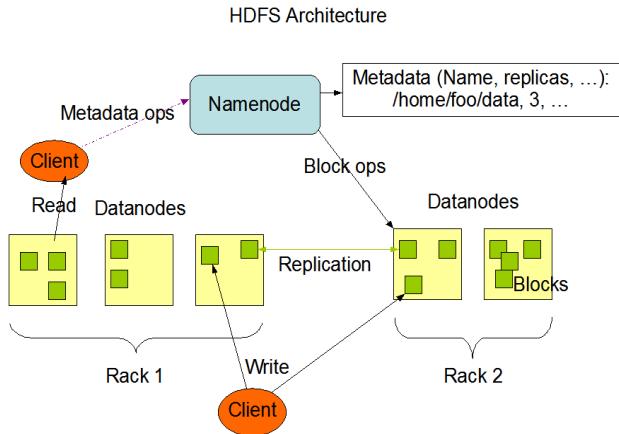 HDFS Architecture
Metadata (Name, replicas, …):
/home/foo/data, 3, …
Namenode
Metadata ops
Client
Block ops
Read
Datanodes
Datanodes
Replication
Blocks
Write
Rack 1
Rack 2
Client